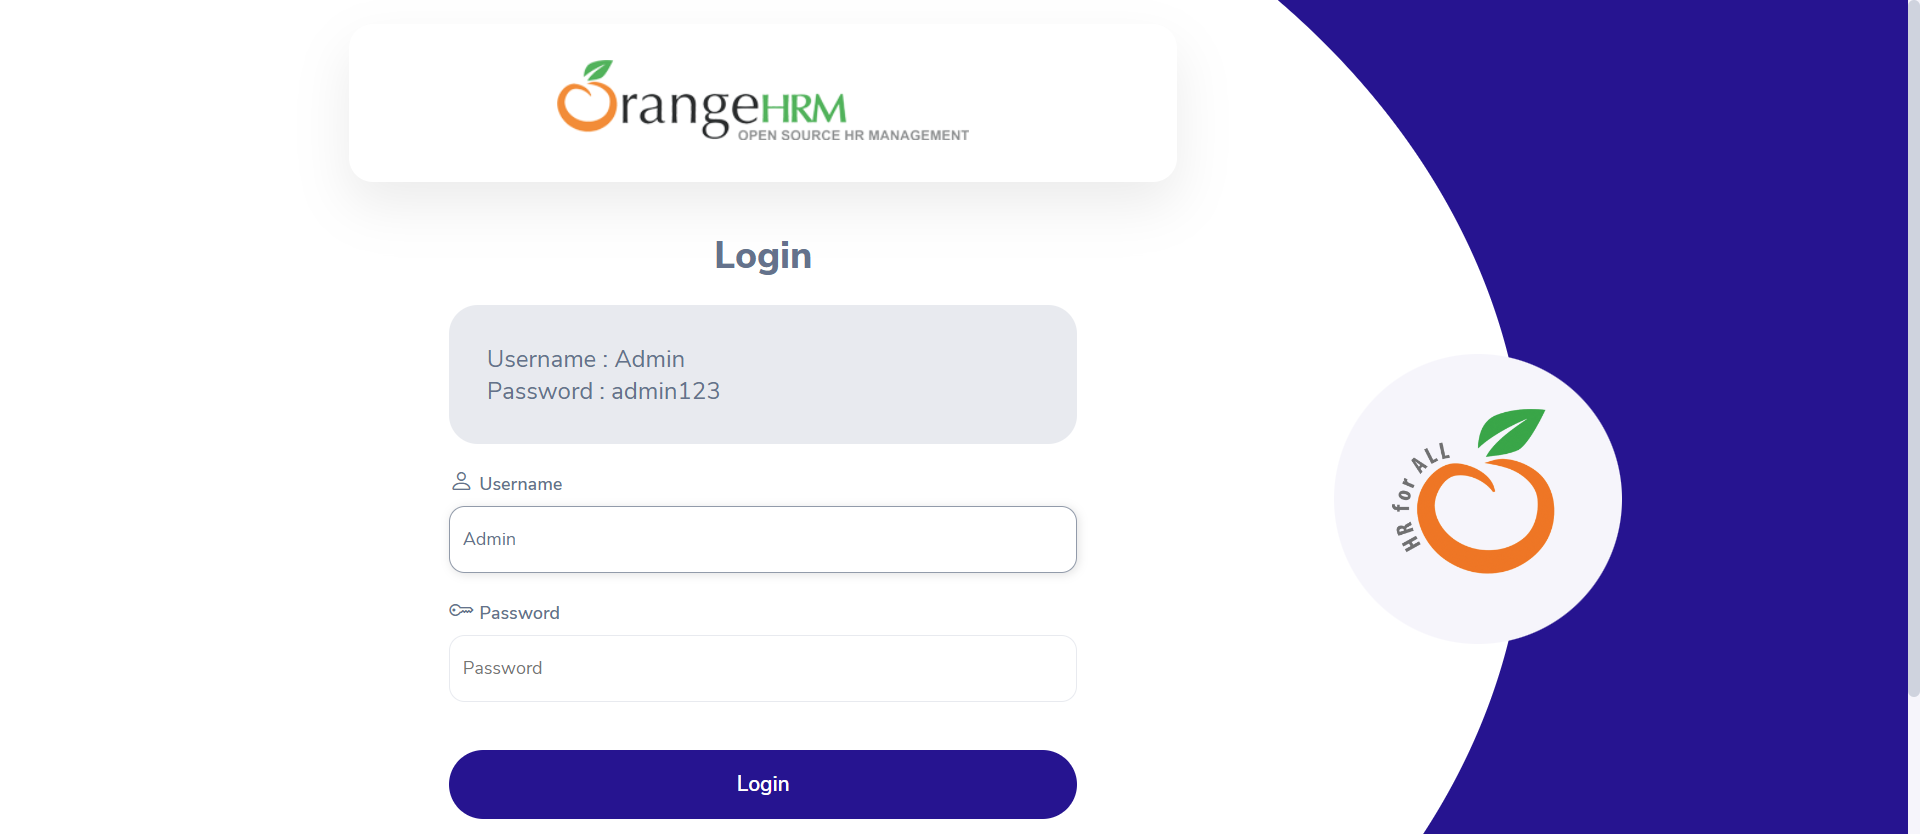 OrangeHRM
OPEN SOURCE HR MANAGEMENT
Login
Username : Admin
Password : admin123
Username
Admin
Password
Password
Login
HR for ALL